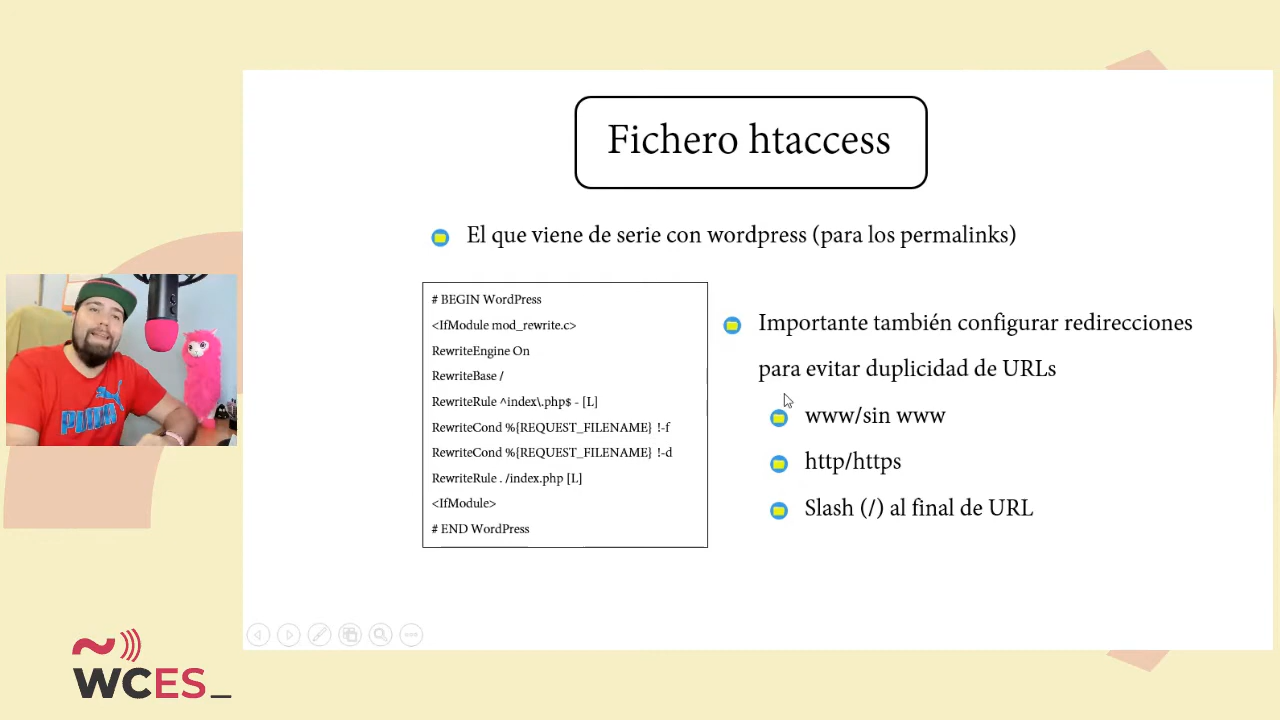 Fichero htaccess
El que viene de serie con wordpress (para los permalinks)
# BEGIN WordPress
<IfModule mod_rewrite.c>
RewriteEngine On
RewriteBase /
RewriteRule ^index\.php$ - [L]
RewriteCond %{REQUEST_FILENAME} !-f
RewriteCond %{REQUEST_FILENAME} !-d
RewriteRule . /index.php [L]
<IfModule>
# END WordPress
Importante también configurar redirecciones
para evitar duplicidad de URLs
www/sin www
http/https
Slash (/) al final de URL
PUMA
WCES_